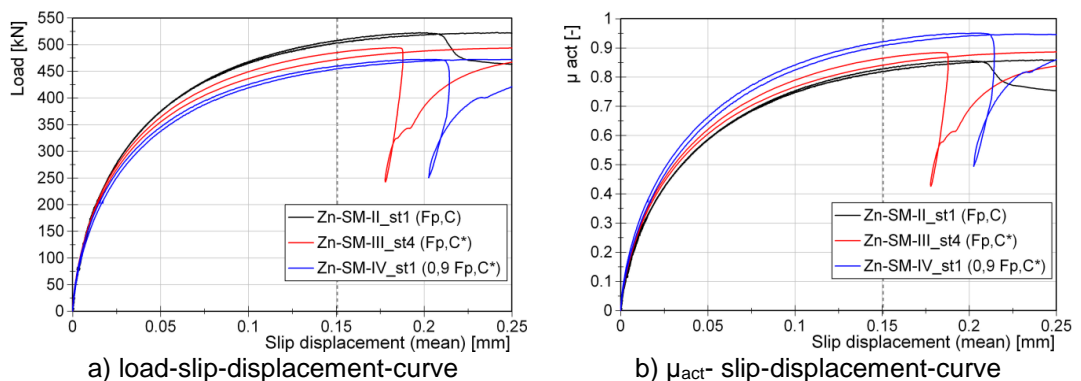 550
500
450
400
350
300
250
200
150
100
50
0
Load [kN]
Zn-SM-II_st1 (Fp,C)
Zn-SM-III_st4 (Fp,C*)
Zn-SM-IV_st1 (0,9 Fp,C*)
0 0.05 0.1 0.15 0.2 0.25
Slip displacement (mean) [mm]
a) load-slip-displacement-curve
1
0.9
0.8
0.7
0.6
0.5
0.4
0.3
0.2
0.1
0
µ act [-]
Zn-SM-II_st1 (Fp,C)
Zn-SM-III_st4 (Fp,C*)
Zn-SM-IV_st1 (0,9 Fp,C*)
0 0.05 0.1 0.15 0.2 0.25
Slip displacement (mean) [mm]
b) µact- slip-displacement-curve